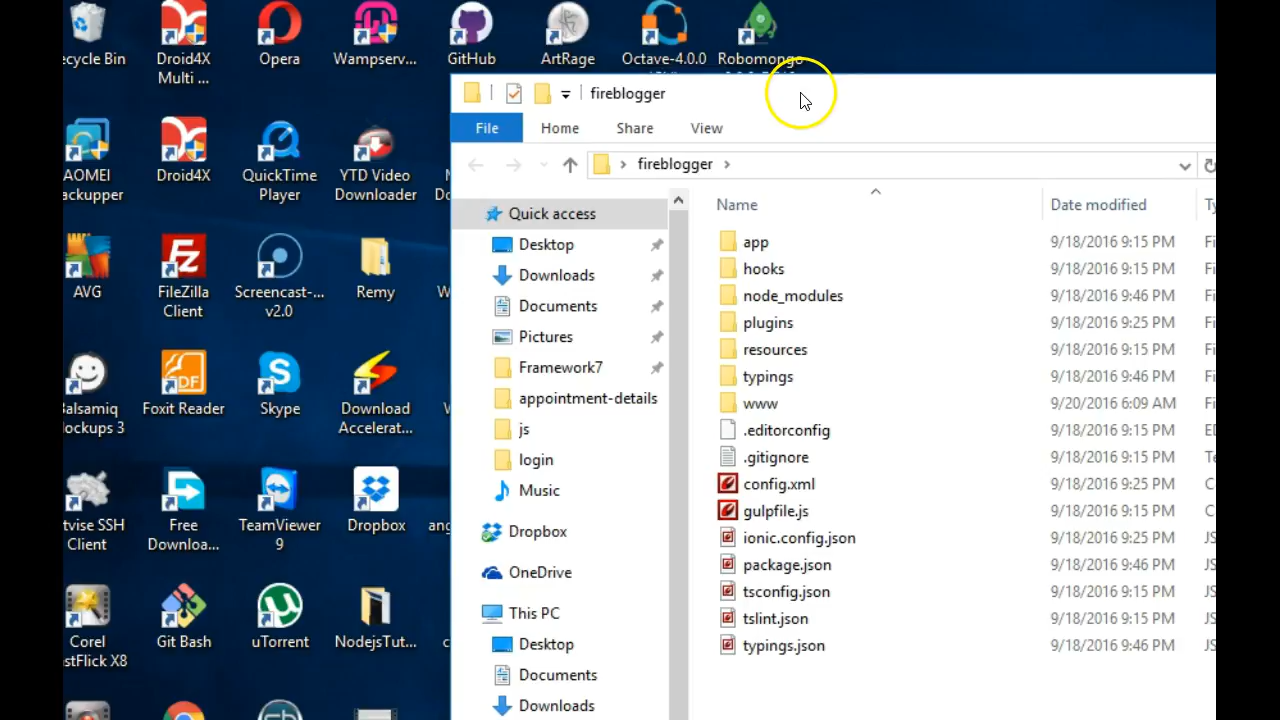 ecycle Bin
Droid4X
Multi ...
Opera
Wampserv...
GitHub
ArtRage
Octave-4.0.0
Robomongo
AOMEI
ackupper
Droid4X
QuickTime
Player
YTD Video
Downloader
AVG
FileZilla
Client
Screencast-...
v2.0
Remy
alsamiq
ockups 3
Foxit Reader
Skype
Download
Accelerat...
tvise SSH
Client
Free
Downloa...
TeamViewer
9
Dropbox
Corel
stFlick X8
Git Bash
uTorrent
NodejsTut...
fireblogger
File
Home
Share
View
fireblogger
Quick access
Desktop
Downloads
Documents
Pictures
Framework7
appointment-details
js
login
Music
Dropbox
OneDrive
This PC
Desktop
Documents
Downloads
Name
Date modified
app 9/18/2016 9:15 PM
hooks 9/18/2016 9:15 PM
node_modules 9/18/2016 9:46 PM
plugins 9/18/2016 9:25 PM
resources 9/18/2016 9:15 PM
typings 9/18/2016 9:46 PM
www 9/20/2016 6:09 AM
.editorconfig 9/18/2016 9:15 PM
.gitignore 9/18/2016 9:15 PM
config.xml 9/18/2016 9:25 PM
gulpfile.js 9/18/2016 9:15 PM
ionic.config.json 9/18/2016 9:25 PM
package.json 9/18/2016 9:46 PM
tsconfig.json 9/18/2016 9:15 PM
tslint.json 9/18/2016 9:15 PM
typings.json 9/18/2016 9:46 PM